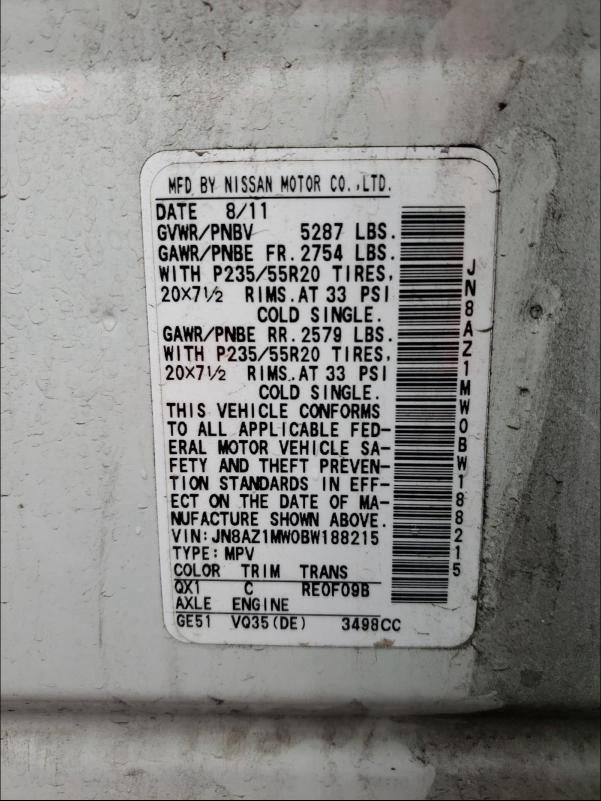 MFD BY NISSAN MOTOR CO.,LTD.
DATE 8/11
GVWR/PNBV 5287 LBS.
GAWR/PNBE FR. 2754 LBS.
WITH P235/55R20 TIRES,
20×7½ RIMS.AT 33 PSI
COLD SINGLE.
GAWR/PNBE RR. 2579 LBS.
WITH P235/55R20 TIRES,
20×7½ RIMS.AT 33 PSI
COLD SINGLE.
THIS VEHICLE CONFORMS
TO ALL APPLICABLE FED-
ERAL MOTOR VEHICLE SA-
FETY AND THEFT PREVEN-
TION STANDARDS IN EFF-
ECT ON THE DATE OF MA-
NUFACTURE SHOWN ABOVE.
VIN: JN8AZ1MW0BW188215
TYPE: MPV
COLOR TRIM TRANS
QX1 C RE0F09B
AXLE ENGINE
GE51 VQ35(DE) 3498CC
JN8AZ1MW0BW188215